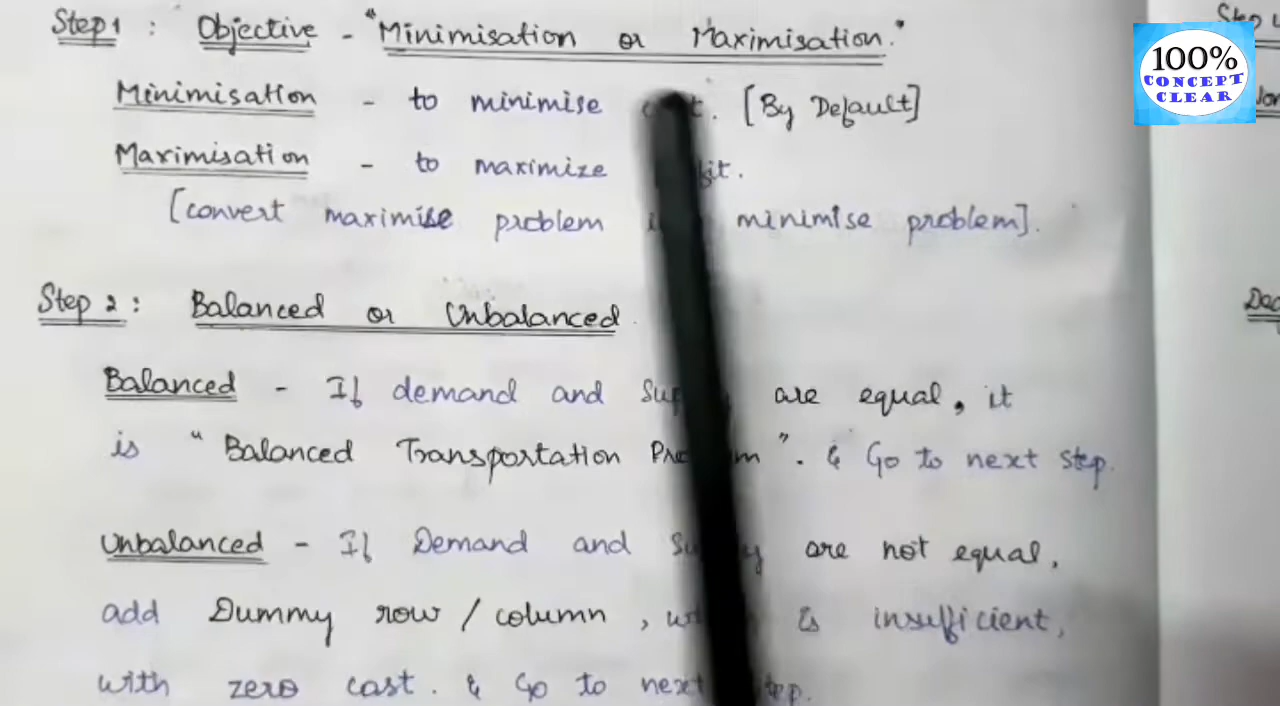 Step 1 : Objective - "Minimisation or Maximisation."
Minimisation - to minimise [By Default]
Maximisation - to maximize
[convert maximise problem minimise problem].
Step 2 : Balanced or Unbalanced
Balanced - If demand and are equal, it
is "Balanced Transportation ". & Go to next step.
Unbalanced - If Demand and are not equal,
add Dummy row / column , is insufficient,
with zero cost. & Go to next
Step
100%
CONCEPT
CLEAR